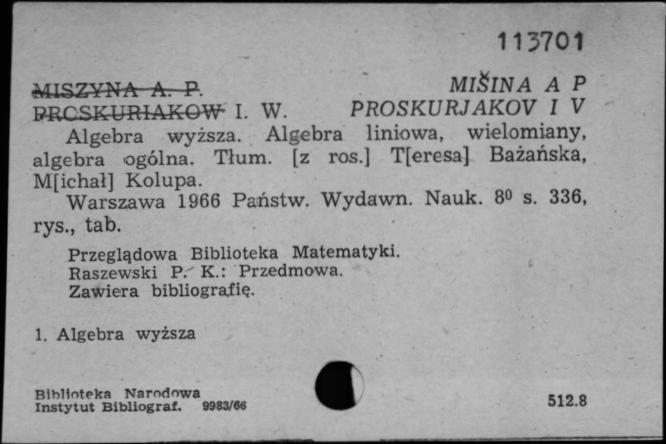 113701
MISZYNA A. P. MIŠINA A P
PROSKURIAKOW I. W. PROSKURJAKOV I V
Algebra wyższa. Algebra liniowa, wielomiany,
algebra ogólna. Tłum. [z ros.] T[eresa] Bażańska,
M[ichał] Kolupa.
Warszawa 1966 Państw. Wydawn. Nauk. 8⁰ s. 336,
rys., tab.
Przeglądowa Biblioteka Matematyki.
Raszewski P. K.: Przedmowa.
Zawiera bibliografię.
1. Algebra wyższa
Biblioteka Narodowa
Instytut Bibliograf. 9983/66 512.8